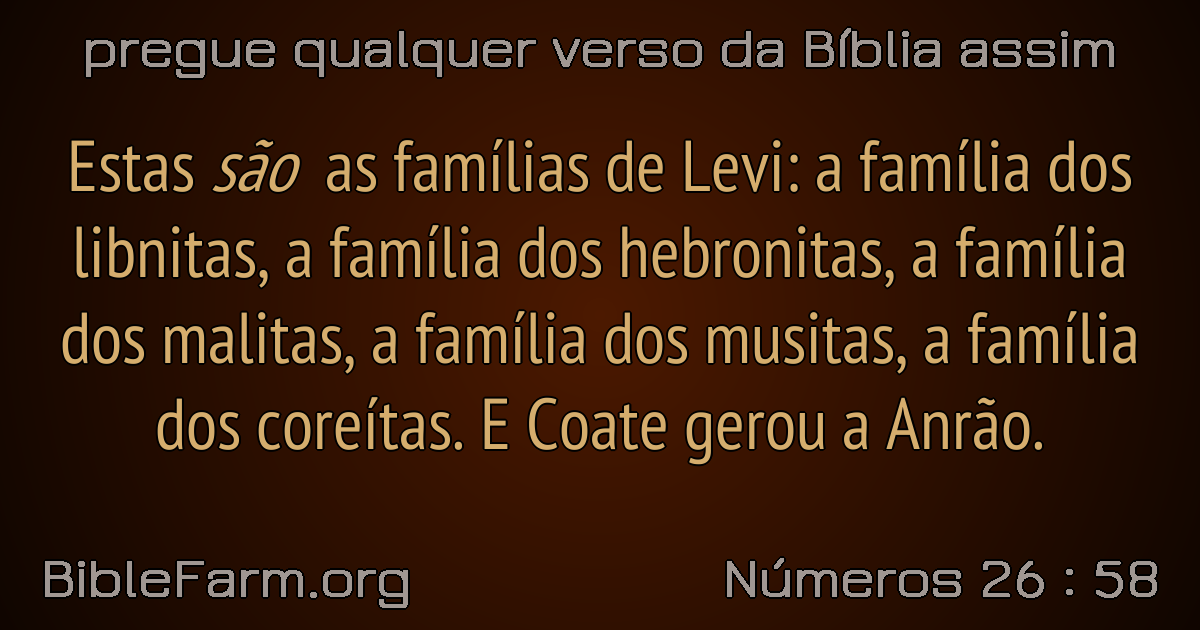 pregue qualquer verso da Bíblia assim
Estas são as famílias de Levi: a família dos
libnitas, a família dos hebronitas, a família
dos malitas, a família dos musitas, a família
dos coreítas. E Coate gerou a Anrão.
BibleFarm.org
Números 26 : 58